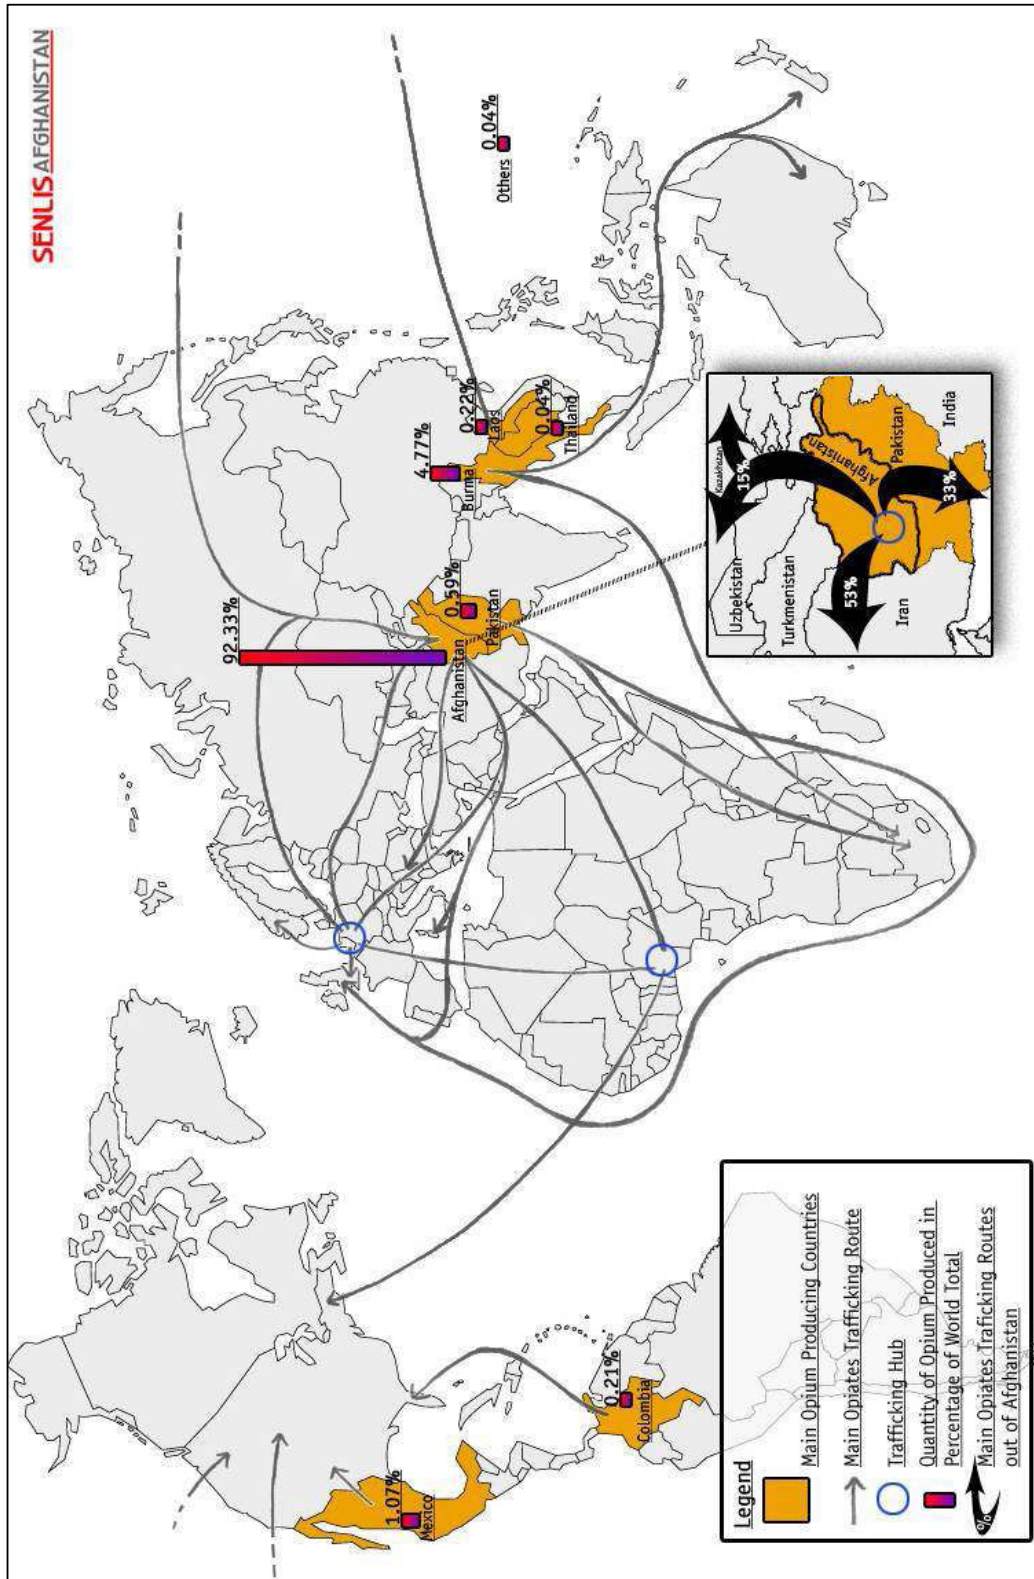 SENLIS AFGHANISTAN
92.33%
Afghanistan
0.59%
Pakistan
4.77%
Burma
0.22%
Laos
0.04%
Thailand
Others
0.04%
1.07%
Mexico
0.21%
Colombia
Legend
Main Opium Producing Countries
Main Opiates Trafficking Route
Trafficking Hub
Quantity of Opium Produced in
Percentage of World Total
%
Main Opiates Traficking Routes
out of Afghanistan
Kazakhstan
15%
Uzbekistan
Turkmenistan
Afghanistan
53%
Iran
Pakistan
33%
India